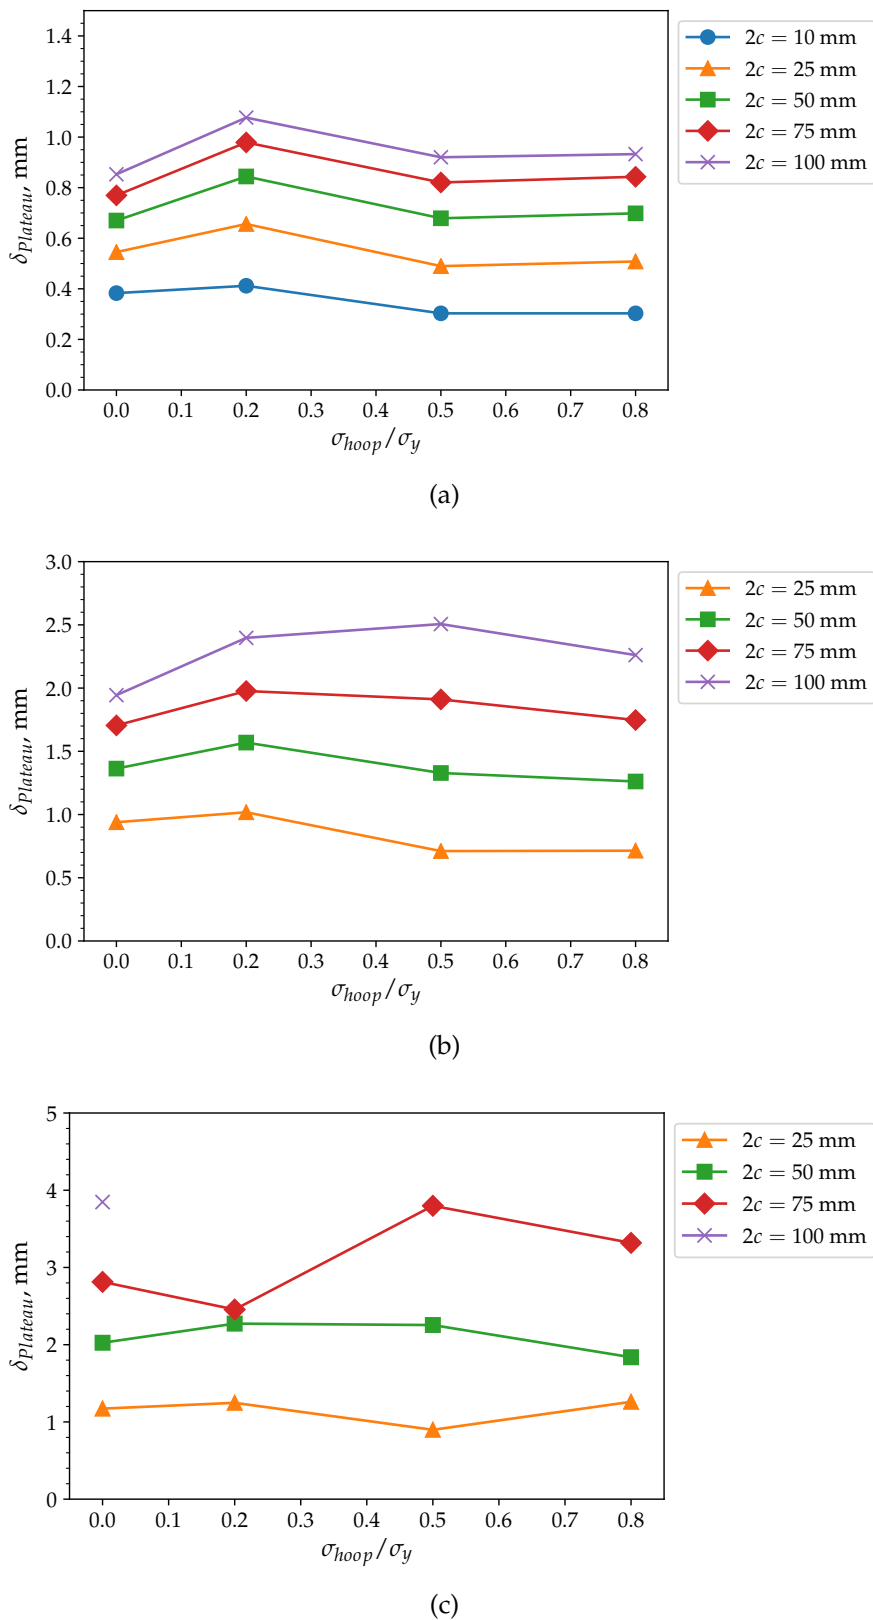 1.4
1.2
1.0
0.8
0.6
0.4
0.2
0.0
δPlateau, mm
0.0 0.1 0.2 0.3 0.4 0.5 0.6 0.7 0.8
σhoop/σy
2c = 10 mm
2c = 25 mm
2c = 50 mm
2c = 75 mm
2c = 100 mm
(a)
3.0
2.5
2.0
1.5
1.0
0.5
0.0
δPlateau, mm
0.0 0.1 0.2 0.3 0.4 0.5 0.6 0.7 0.8
σhoop/σy
2c = 25 mm
2c = 50 mm
2c = 75 mm
2c = 100 mm
(b)
5
4
3
2
1
0
δPlateau, mm
0.0 0.1 0.2 0.3 0.4 0.5 0.6 0.7 0.8
σhoop/σy
2c = 25 mm
2c = 50 mm
2c = 75 mm
2c = 100 mm
(c)